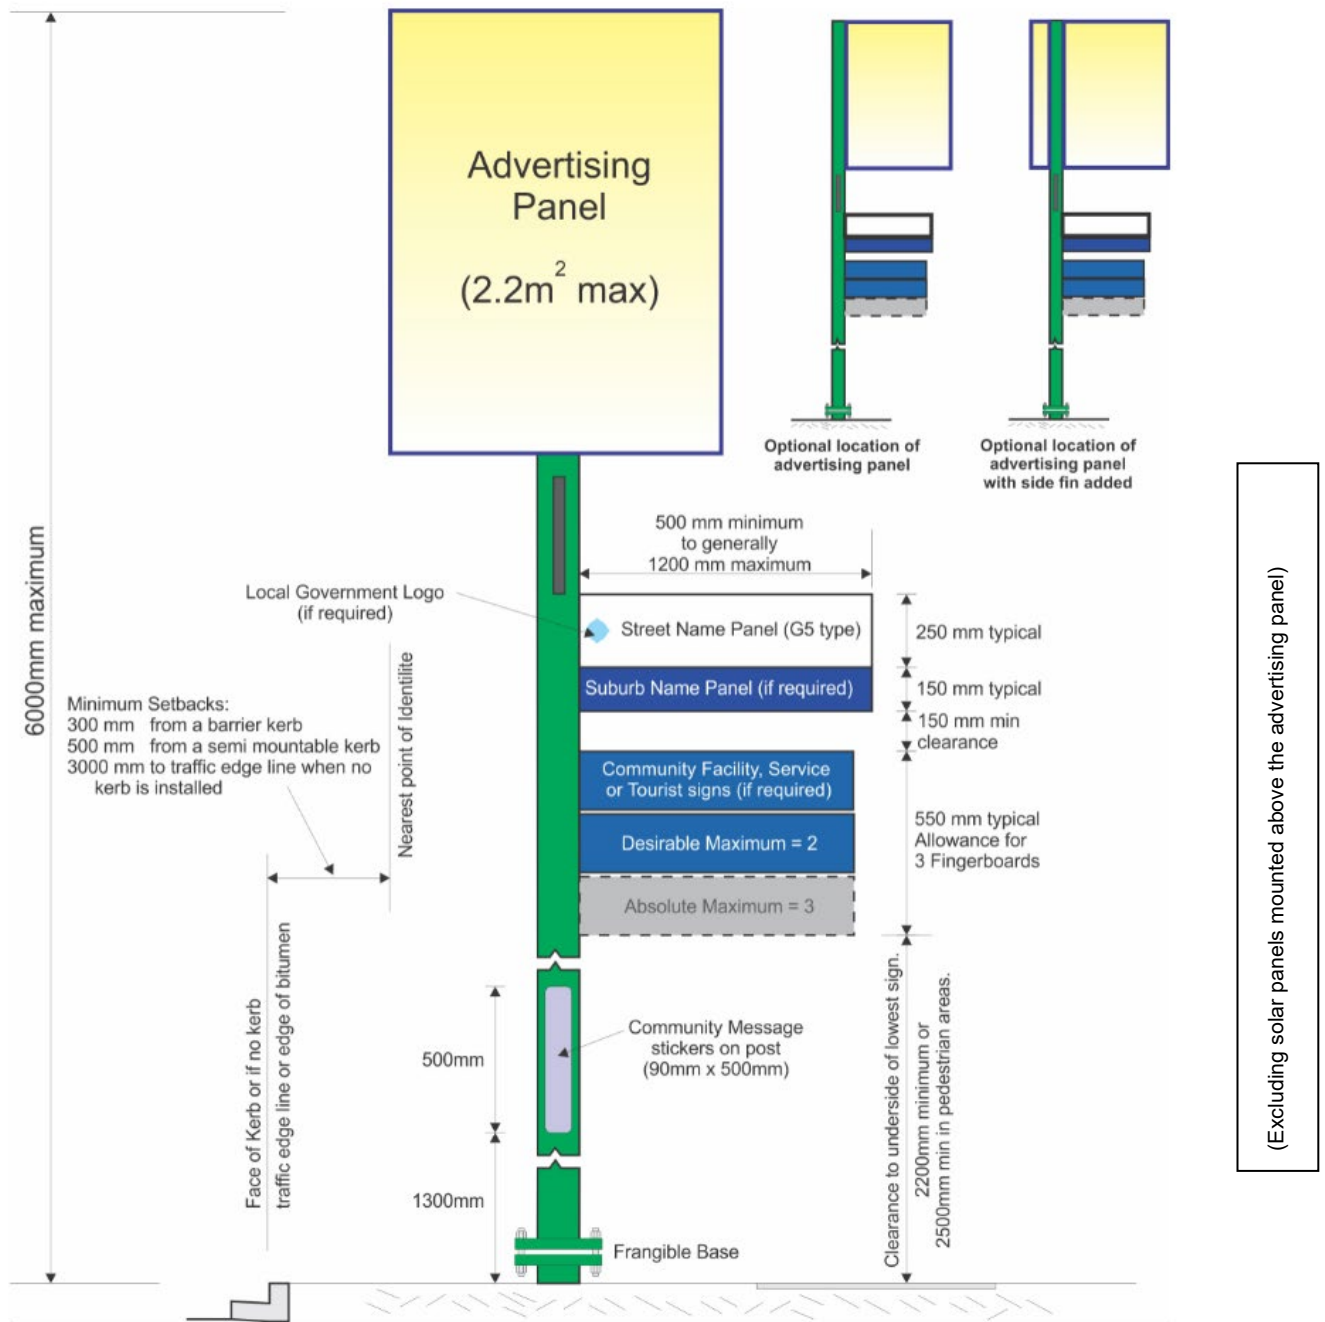 Advertising
Panel
(2.2m2 max)
Optional location of
advertising panel
Optional location of
advertising panel
with side fin added
6000mm maximum
500 mm minimum
to generally
1200 mm maximum
Local Government Logo
(if required)
Street Name Panel (G5 type)
250 mm typical
Suburb Name Panel (if required)
150 mm typical
150 mm min
clearance
Minimum Setbacks:
300 mm from a barrier kerb
500 mm from a semi mountable kerb
3000 mm to traffic edge line when no
kerb is installed
Nearest point of Identilite
Community Facility, Service
or Tourist signs (if required)
Desirable Maximum = 2
Absolute Maximum = 3
550 mm typical
Allowance for
3 Fingerboards
Face of Kerb or if no kerb
traffic edge line or edge of bitumen
500mm
Community Message
stickers on post
(90mm x 500mm)
1300mm
Frangible Base
Clearance to underside of lowest sign.
2200mm minimum or
2500mm min in pedestrian areas.
(Excluding solar panels mounted above the advertising panel)